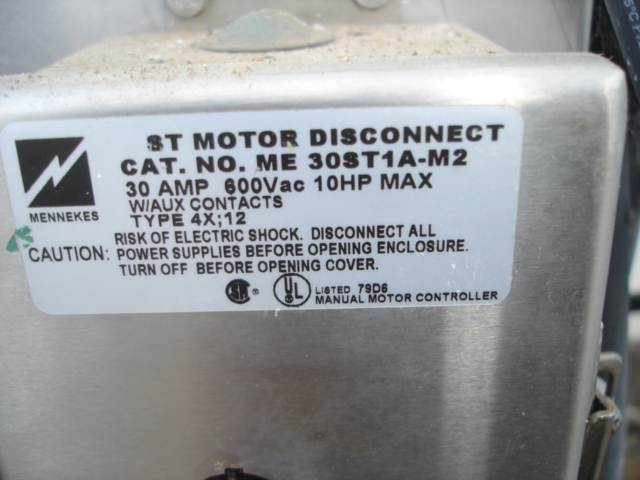 ST MOTOR DISCONNECT
CAT. NO. ME 30ST1A-M2
30 AMP 600Vac 10HP MAX
W/AUX CONTACTS
TYPE 4X;12
MENNEKES
CAUTION: RISK OF ELECTRIC SHOCK. DISCONNECT ALL
POWER SUPPLIES BEFORE OPENING ENCLOSURE.
TURN OFF BEFORE OPENING COVER.
SA ® UL LISTED 79D6
MANUAL MOTOR CONTROLLER